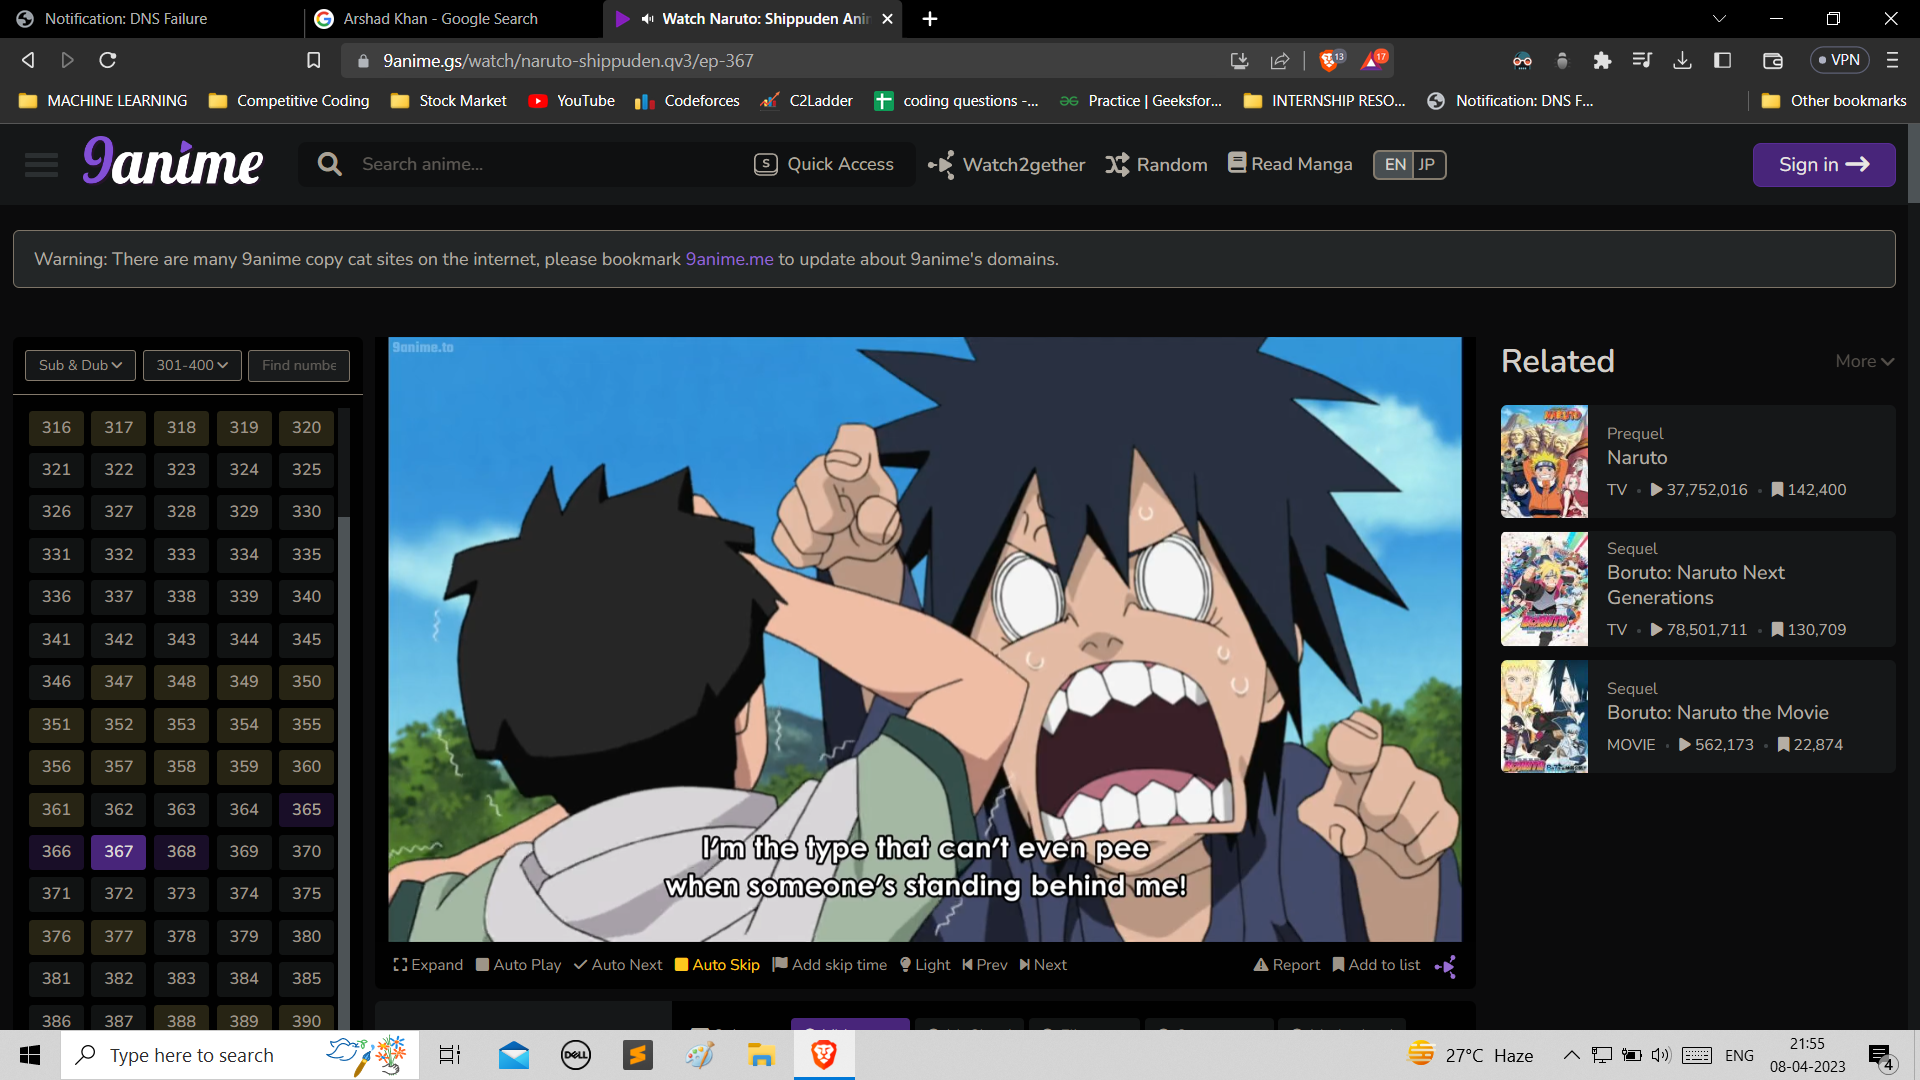 Notification: DNS Failure
Arshad Khan - Google Search
Watch Naruto: Shippuden Ani
9anime.gs/watch/naruto-shippuden.qv3/ep-367
13
17
VPN
MACHINE LEARNING
Competitive Coding
Stock Market
YouTube
Codeforces
C2Ladder
coding questions -...
Practice | Geeksfor...
INTERNSHIP RESO...
Notification: DNS F...
Other bookmarks
9anime
Search anime...
S
Quick Access
Watch2gether
Random
Read Manga
EN JP
Sign in
Warning: There are many 9anime copy cat sites on the internet, please bookmark 9anime.me to update about 9anime's domains.
Sub & Dub
301-400
Find numbe
316 317 318 319 320
321 322 323 324 325
326 327 328 329 330
331 332 333 334 335
336 337 338 339 340
341 342 343 344 345
346 347 348 349 350
351 352 353 354 355
356 357 358 359 360
361 362 363 364 365
366 367 368 369 370
371 372 373 374 375
376 377 378 379 380
381 382 383 384 385
386 387 388 389 390
9anime.to
I'm the type that can't even pee
when someone's standing behind me!
Expand
Auto Play
Auto Next
Auto Skip
Add skip time
Light
Prev
Next
Report
Add to list
Related
More
Prequel
Naruto
TV • 37,752,016 • 142,400
Sequel
Boruto: Naruto Next
Generations
TV • 78,501,711 • 130,709
Sequel
Boruto: Naruto the Movie
MOVIE • 562,173 • 22,874
Type here to search
DELL
27°C Haze
ENG
21:55
08-04-2023
4